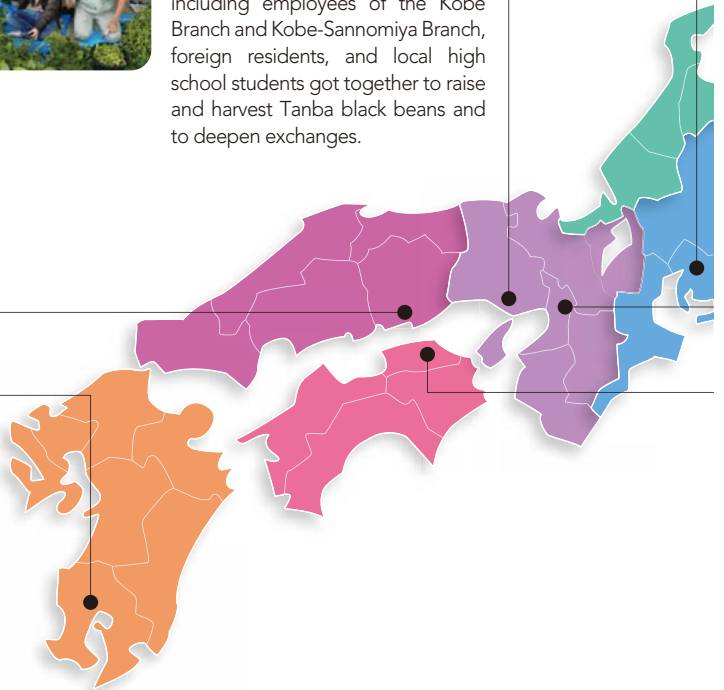 including employees of the Kobe
Branch and Kobe-Sannomiya Branch,
foreign residents, and local high
school students got together to raise
and harvest Tanba black beans and
to deepen exchanges.